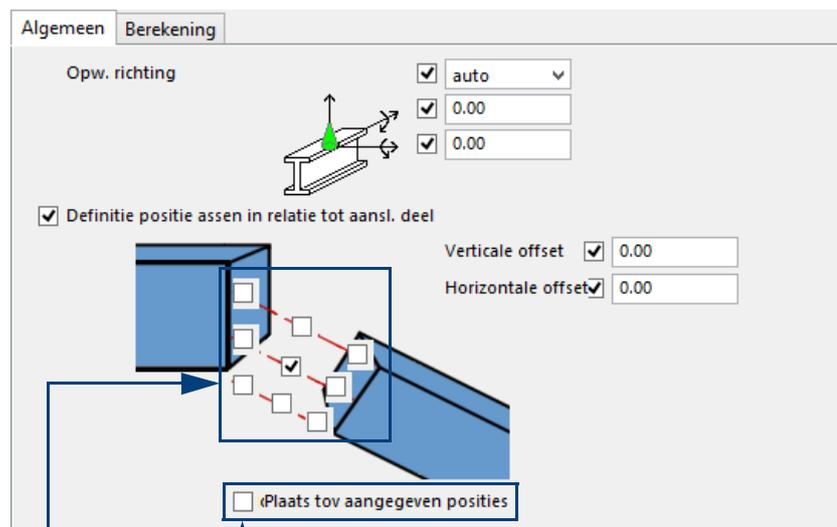 Algemeen
Berekening
Opw. richting
auto
0.00
0.00
Definitie positie assen in relatie tot aansl. deel
Verticale offset
0.00
Horizontale offset
0.00
Plaats tov aangegeven posities